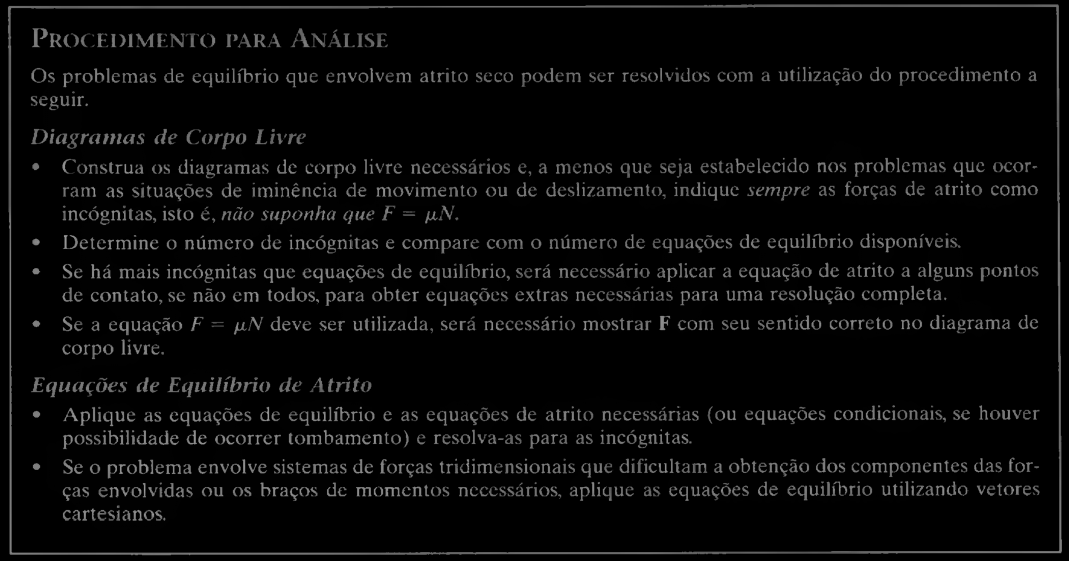 PROCEDIMENTO PARA ANÁLISE
Os problemas de equilíbrio que envolvem atrito seco podem ser resolvidos com a utilização do procedimento a
seguir.
Diagramas de Corpo Livre
• Construa os diagramas de corpo livre necessários e, a menos que seja estabelecido nos problemas que ocor-
ram as situações de iminência de movimento ou de deslizamento, indique sempre as forças de atrito como
incógnitas, isto é, não suponha que F = μN.
• Determine o número de incógnitas e compare com o número de equações de equilíbrio disponíveis.
• Se há mais incógnitas que equações de equilíbrio, será necessário aplicar a equação de atrito a alguns pontos
de contato, se não em todos, para obter equações extras necessárias para uma resolução completa.
• Se a equação F = μN deve ser utilizada, será necessário mostrar F com seu sentido correto no diagrama de
corpo livre.
Equações de Equilíbrio de Atrito
• Aplique as equações de equilíbrio e as equações de atrito necessárias (ou equações condicionais, se houver
possibilidade de ocorrer tombamento) e resolva-as para as incógnitas.
• Se o problema envolve sistemas de forças tridimensionais que dificultam a obtenção dos componentes das for-
ças envolvidas ou os braços de momentos necessários, aplique as equações de equilíbrio utilizando vetores
cartesianos.